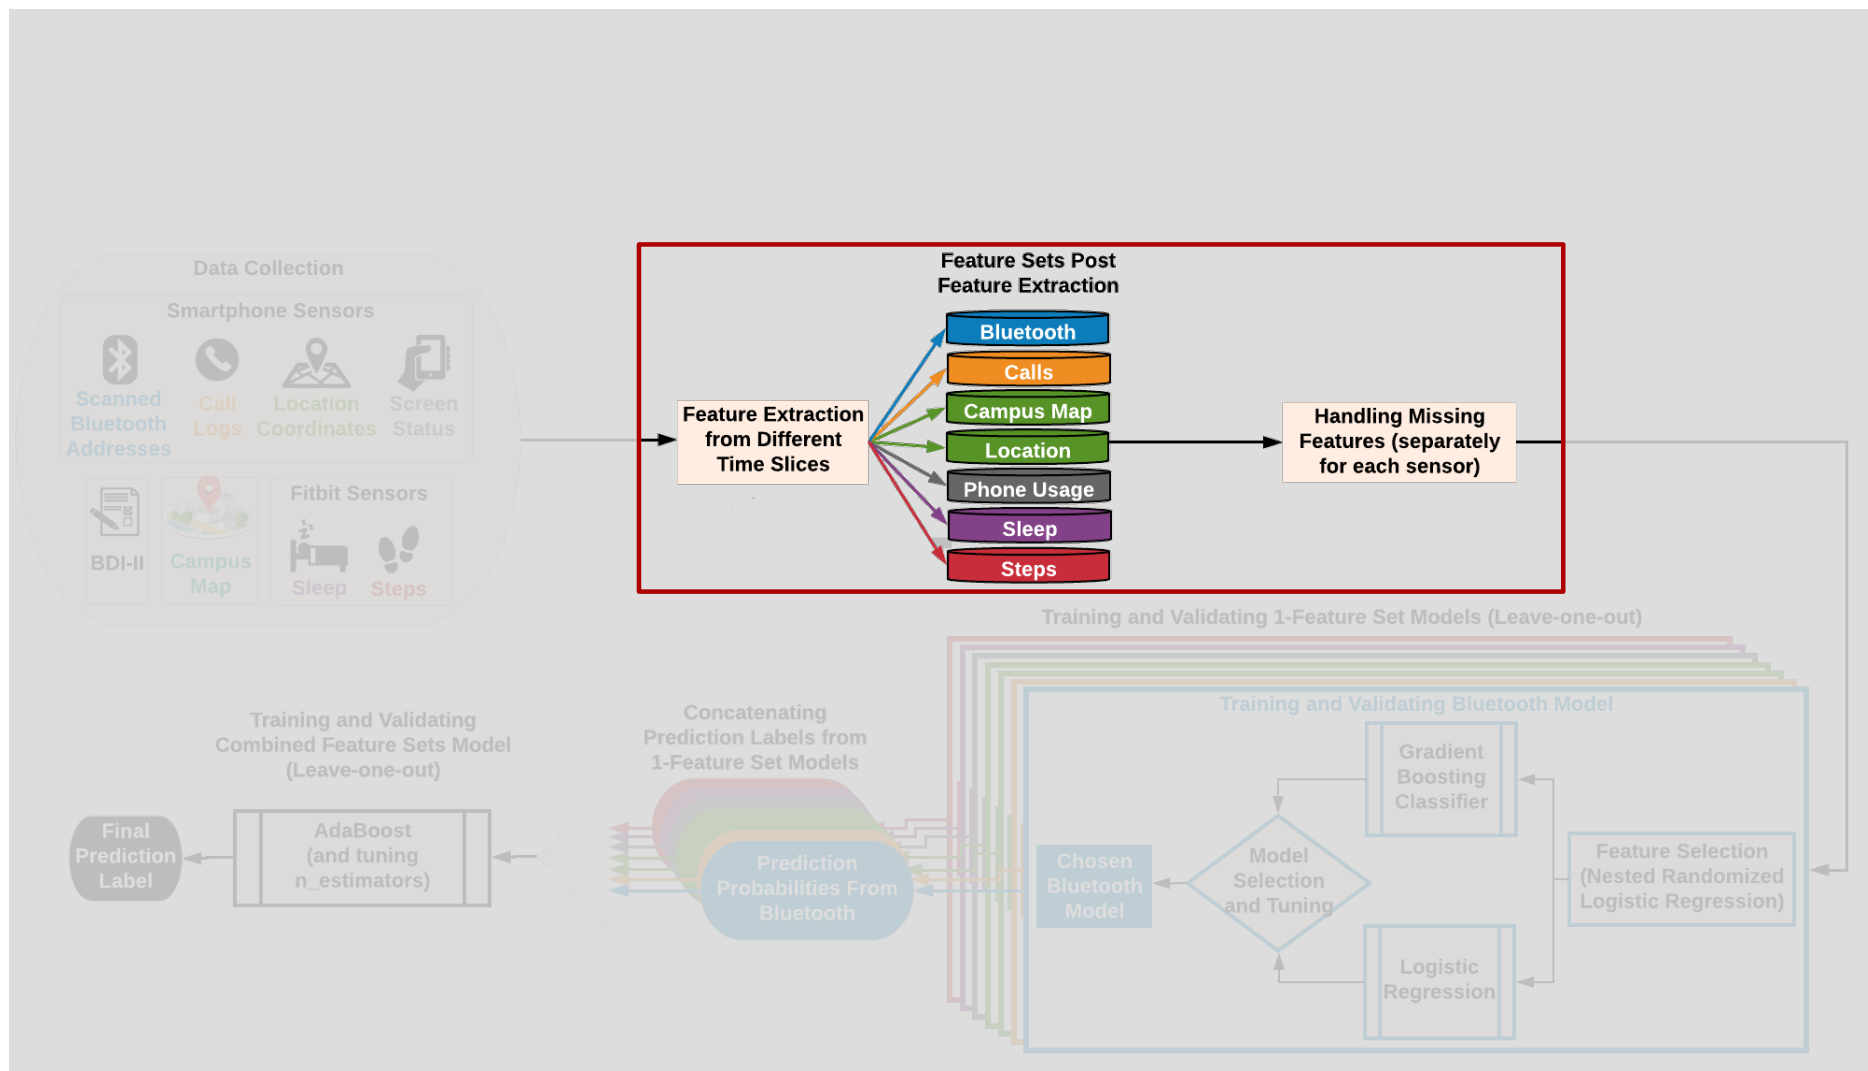 Data Collection
Smartphone Sensors
Scanned
Bluetooth
Addresses
Call
Logs
Location
Coordinates
Screen
Status
BDI-II
Campus
Map
Fitbit Sensors
Sleep
Steps
Feature Extraction
from Different
Time Slices
Feature Sets Post
Feature Extraction
Bluetooth
Calls
Campus Map
Location
Phone Usage
Sleep
Steps
Handling Missing
Features (separately
for each sensor)
Training and Validating 1-Feature Set Models (Leave-one-out)
Training and Validating Bluetooth Model
Feature Selection
(Nested Randomized
Logistic Regression)
Gradient
Boosting
Classifier
Logistic
Regression
Model
Selection
and Tuning
Chosen
Bluetooth
Model
Concatenating
Prediction Labels from
1-Feature Set Models
Prediction
Probabilities From
Bluetooth
Training and Validating
Combined Feature Sets Model
(Leave-one-out)
AdaBoost
(and tuning
n_estimators)
Final
Prediction
Label